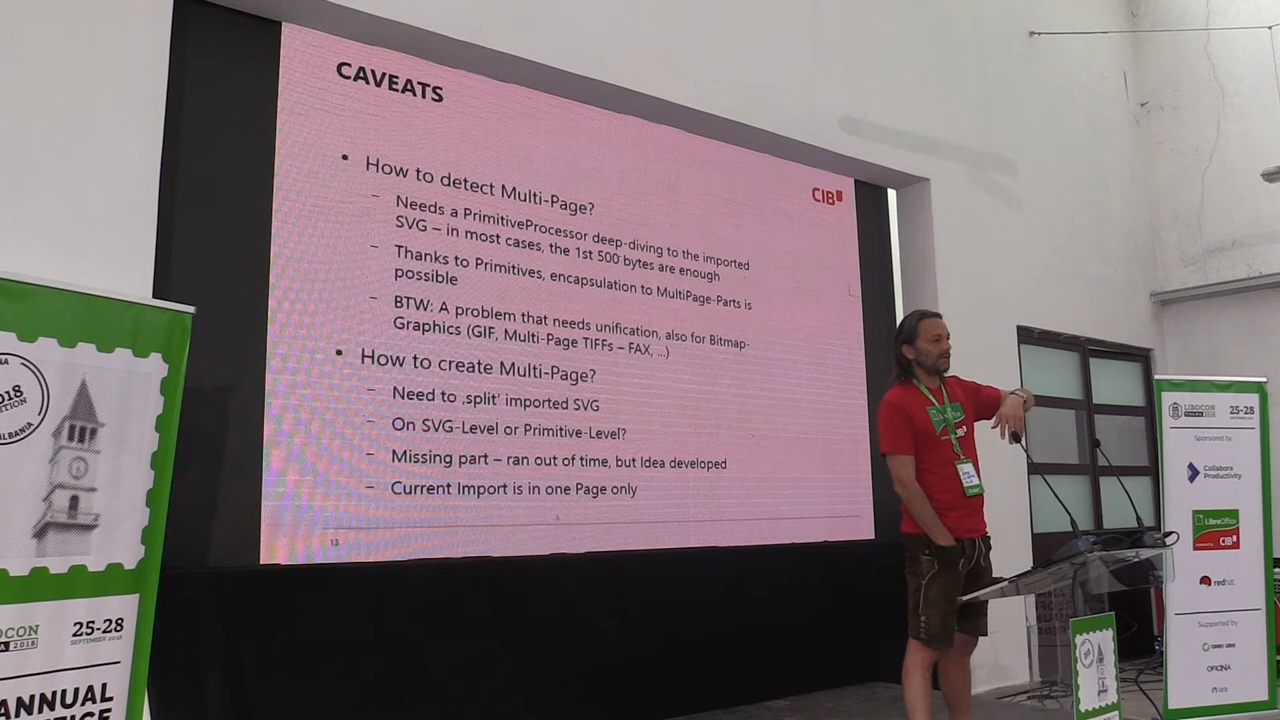 CAVEATS
CIB
• How to detect Multi-Page?
– Needs a PrimitiveProcessor deep-diving to the imported
SVG – in most cases, the 1st 500 bytes are enough
– Thanks to Primitives, encapsulation to MultiPage-Parts is
possible
– BTW: A problem that needs unification, also for Bitmap-
Graphics (GIF, Multi-Page TIFFs – FAX, ...)
• How to create Multi-Page?
– Need to ‚split' imported SVG
– On SVG-Level or Primitive-Level?
– Missing part – ran out of time, but Idea developed
– Current Import is in one Page only
13
2018
ALBANIA
OCON
2018
25-28
SEPTEMBER 2018
ANNUAL
LIBOCON
25-28
Sponsored by
Collabora
Productivity
LibreOffice
CIB
redhat
Supported by
OFICINA